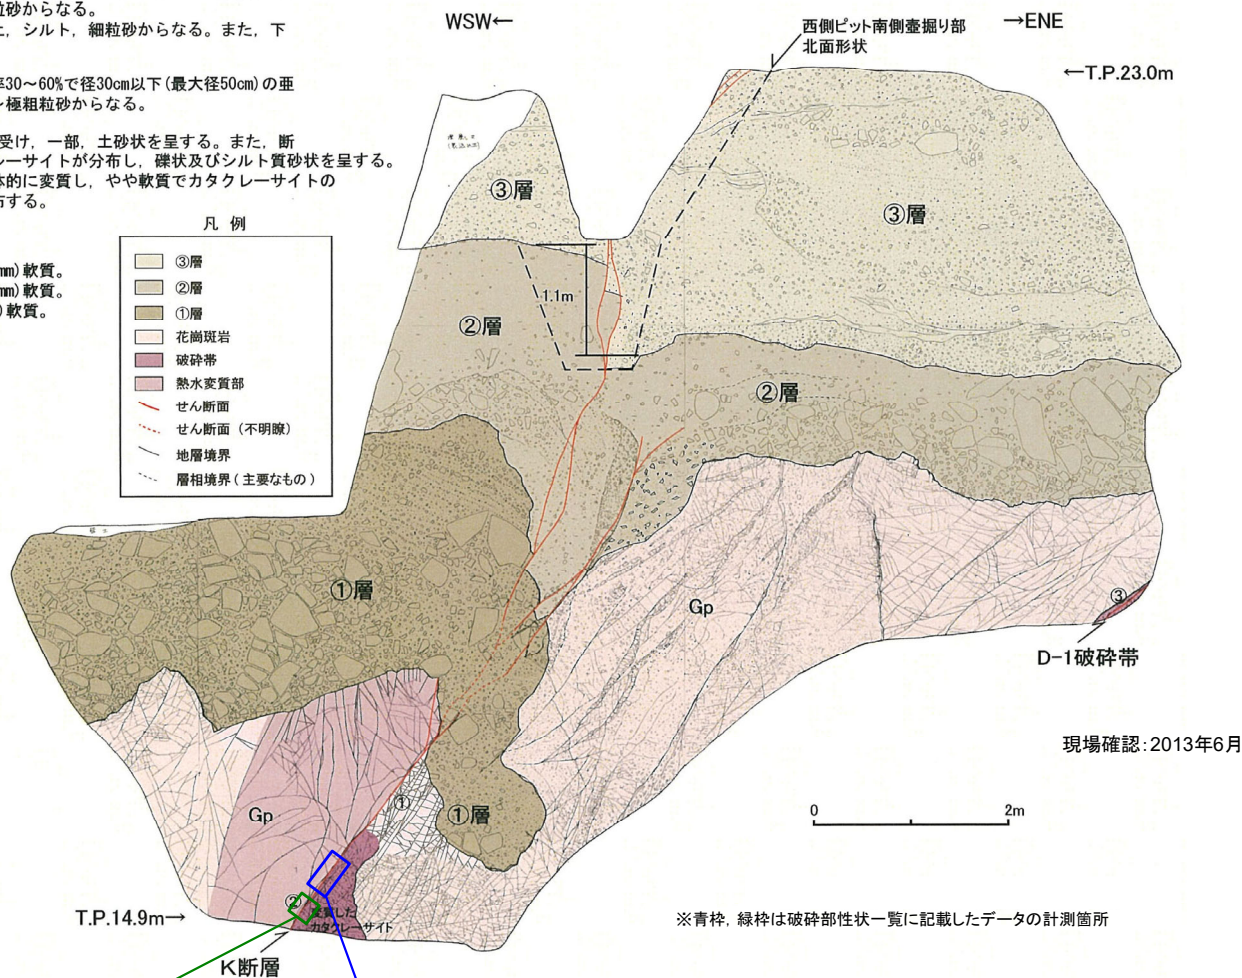 粒砂からなる。
，シルト，細粒砂からなる。また，下
率30～60%で径30cm以下(最大径50cm)の亜
～極粗粒砂からなる。
受け，一部，土砂状を呈する。また，断
レーサイトが分布し，礫状及びシルト質砂状を呈する。
体的に変質し，やや軟質でカタクレーサイトの
布する。
mm)軟質。
mm)軟質。
)軟質。
WSW←
西側ピット南側壷掘り部
北面形状
→ENE
←T.P.23.0m
凡 例
③層
②層
①層
花崗斑岩
破砕帯
熱水変質部
せん断面
せん断面（不明瞭）
地層境界
層相境界(主要なもの)
③層
③層
1.1m
②層
②層
①層
Gp
③
D-1破砕帯
現場確認：2013年6月
①
①層
Gp
0
2m
②
変質した
カタクレーサイト
T.P.14.9m→
K断層
※青枠，緑枠は破砕部性状一覧に記載したデータの計測箇所